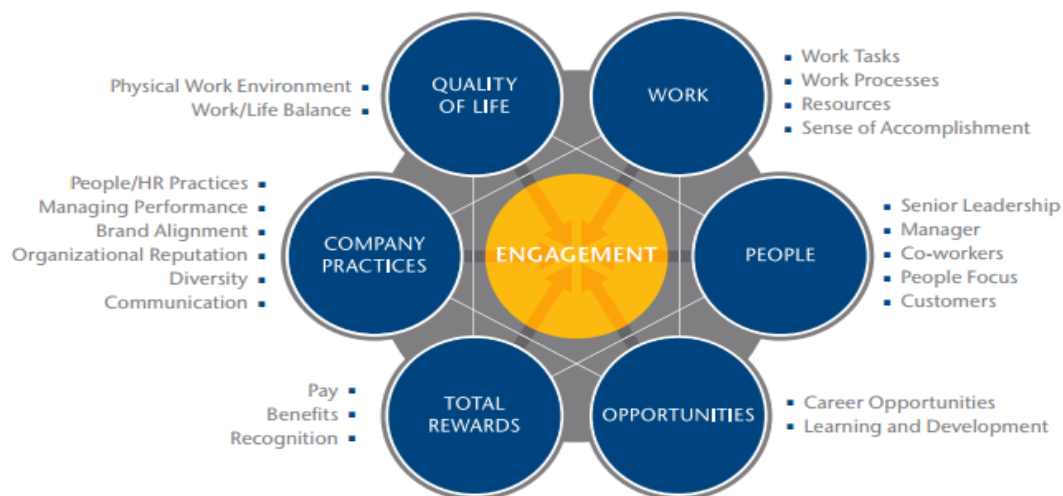 Physical Work Environment
Work/Life Balance
QUALITY
OF LIFE
WORK
Work Tasks
Work Processes
Resources
Sense of Accomplishment
People/HR Practices
Managing Performance
Brand Alignment
Organizational Reputation
Diversity
Communication
COMPANY
PRACTICES
ENGAGEMENT
PEOPLE
Senior Leadership
Manager
Co-workers
People Focus
Customers
Pay
Benefits
Recognition
TOTAL
REWARDS
OPPORTUNITIES
Career Opportunities
Learning and Development